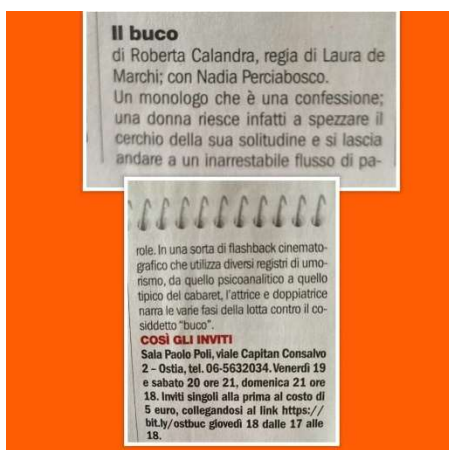 Il buco
di Roberta Calandra, regia di Laura de
Marchi; con Nadia Perciabosco.
Un monologo che è una confessione;
una donna riesce infatti a spezzare il
cerchio della sua solitudine e si lascia
andare a un inarrestabile flusso di pa-
role. In una sorta di flashback cinemato-
grafico che utilizza diversi registri di umo-
rismo, da quello psicoanalitico a quello
tipico del cabaret, l'attrice e doppiatrice
narra le varie fasi della lotta contro il co-
siddetto "buco".
COSÌ GLI INVITI
Sala Paolo Poli, viale Capitan Consalvo
2 - Ostia, tel. 06-5632034. Venerdì 19
e sabato 20 ore 21, domenica 21 ore
18. Inviti singoli alla prima al costo di
5 euro, collegandosi al link https://
bit.ly/ostbuc giovedì 18 dalle 17 alle
18.